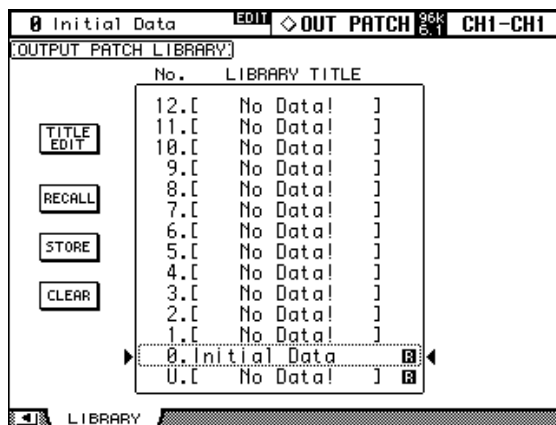 0 Initial Data EDIT ◇OUT PATCH 96k 6.1 CH1-CH1
OUTPUT PATCH LIBRARY
No. LIBRARY TITLE
12.[ No Data! ]
11.[ No Data! ]
10.[ No Data! ]
9.[ No Data! ]
8.[ No Data! ]
7.[ No Data! ]
6.[ No Data! ]
5.[ No Data! ]
4.[ No Data! ]
3.[ No Data! ]
2.[ No Data! ]
1.[ No Data! ]
0.Initial Data R
U.[ No Data! ] R
TITLE
EDIT
RECALL
STORE
CLEAR
LIBRARY